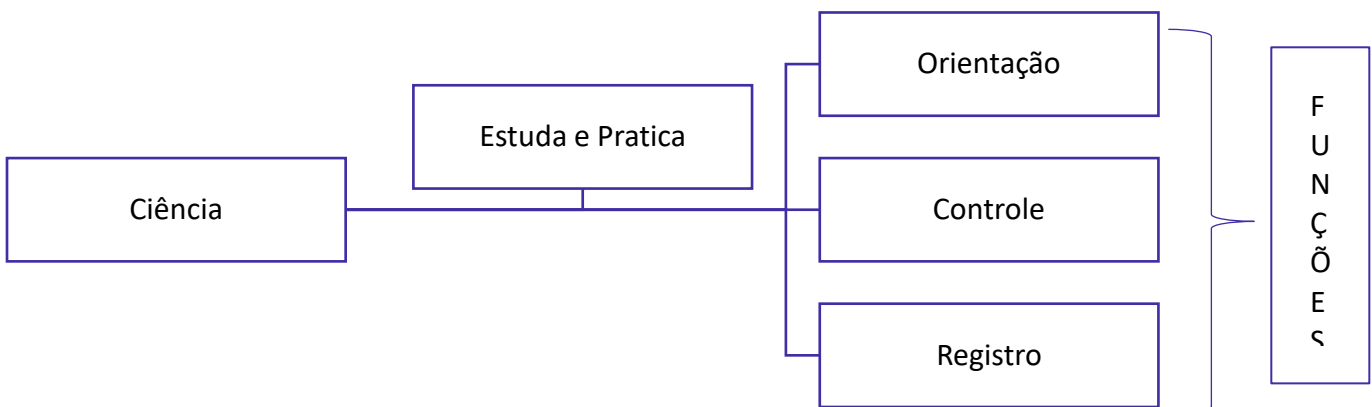 Ciência
Estuda e Pratica
Orientação
Controle
Registro
F
U
N
Ç
Õ
E
S